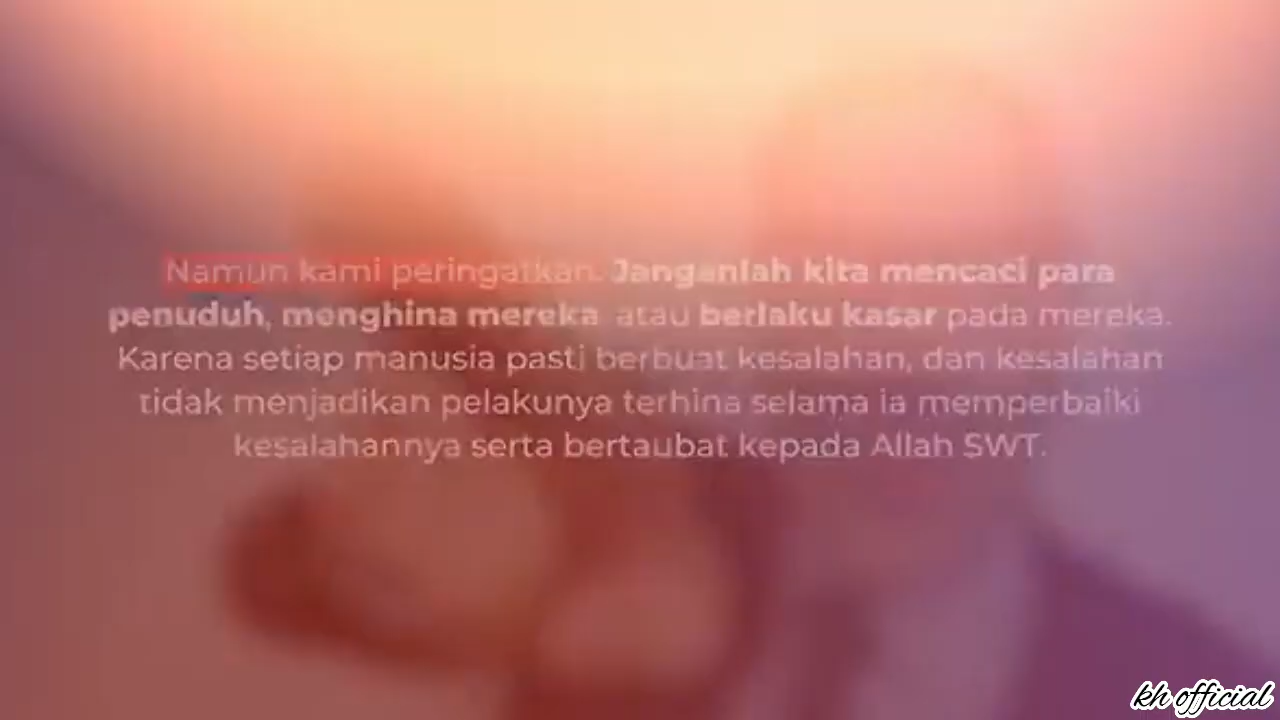 Namun kami peringatkan. Janganlah kita mencaci para
penuduh, menghina mereka atau berlaku kasar pada mereka.
Karena setiap manusia pasti berbuat kesalahan, dan kesalahan
tidak menjadikan pelakunya terhina selama ia memperbaiki
kesalahannya serta bertaubat kepada Allah SWT.
kh official